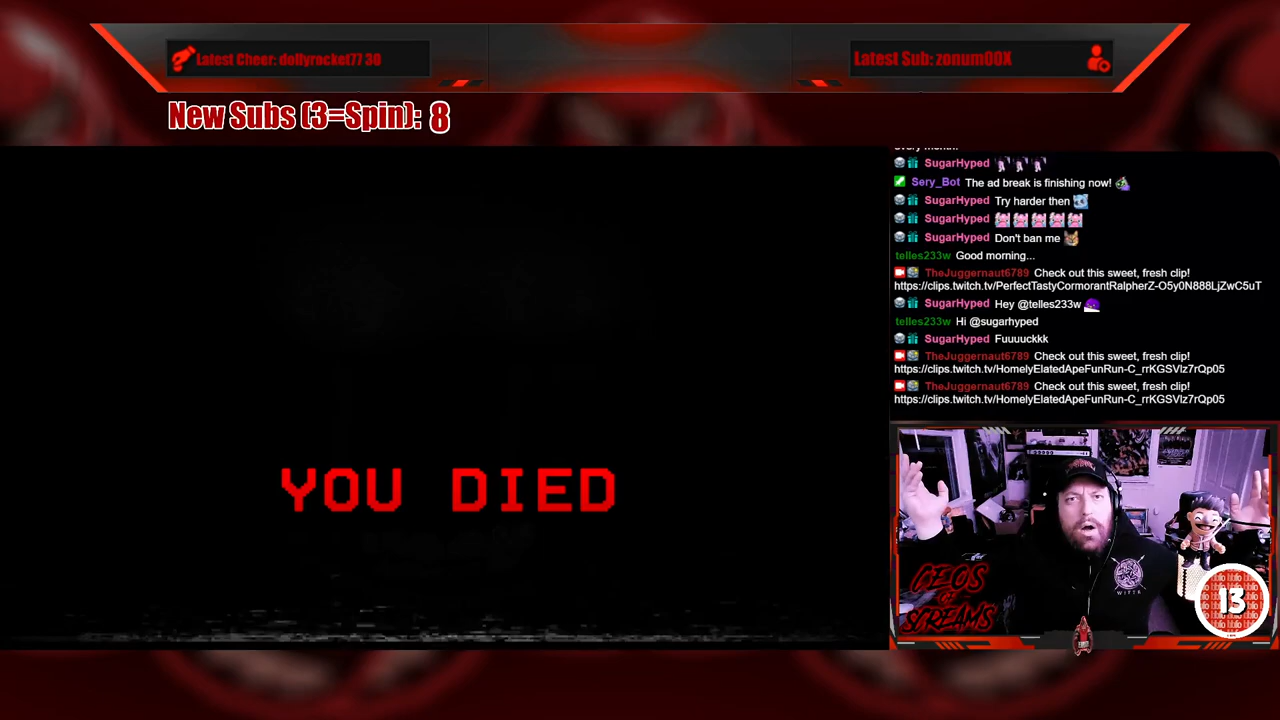 Latest Cheer: dollyrocket77 30
Latest Sub: zonum00X
New Subs (3=Spin): 8
SugarHyped
Sery_Bot The ad break is finishing now!
SugarHyped Try harder then
SugarHyped
SugarHyped Don't ban me
telles233w Good morning...
TheJuggernaut6789 Check out this sweet, fresh clip!
https://clips.twitch.tv/PerfectTastyCormorantRalpherZ-O5y0N888LjZwC5uT
SugarHyped Hey @telles233w
telles233w Hi @sugarhyped
SugarHyped Fuuuuckkk
TheJuggernaut6789 Check out this sweet, fresh clip!
https://clips.twitch.tv/HomelyElatedApeFunRun-C_rrKGSVlz7rQp05
TheJuggernaut6789 Check out this sweet, fresh clip!
https://clips.twitch.tv/HomelyElatedApeFunRun-C_rrKGSVlz7rQp05
YOU DIED
SCREAMS
13